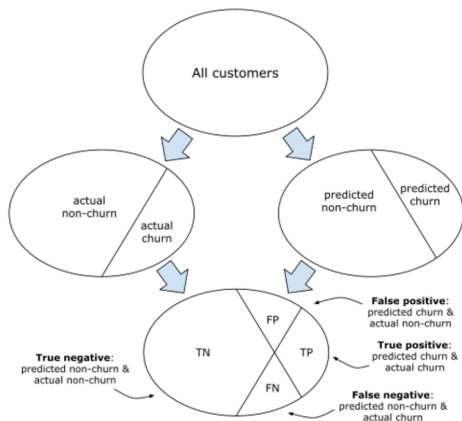 All customers
actual
non-churn
actual
churn
predicted
non-churn
predicted
churn
TN
FP
TP
FN
False positive:
predicted churn
& actual non-churn
True positive:
predicted churn &
actual churn
True negative:
predicted non-churn &
actual non-churn
False negative:
predicted non-churn &
actual churn